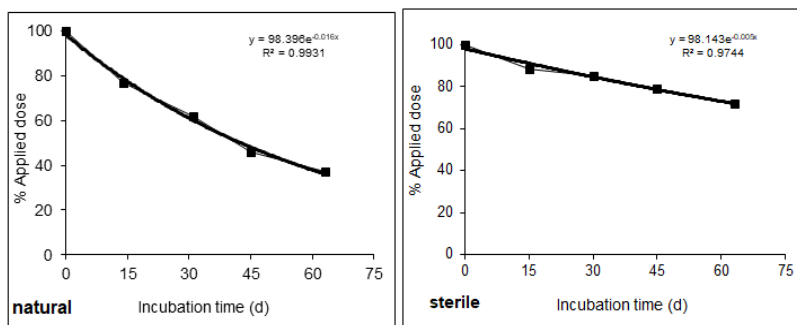 100
y = 98.396e-0.016x
R² = 0.9931
80
60
40
20
0
% Applied dose
0 15 30 45 60 75
natural
Incubation time (d)
100
y = 98.143e-0.005x
R² = 0.9744
80
60
40
20
0
% Applied dose
0 15 30 45 60 75
sterile
Incubation time (d)